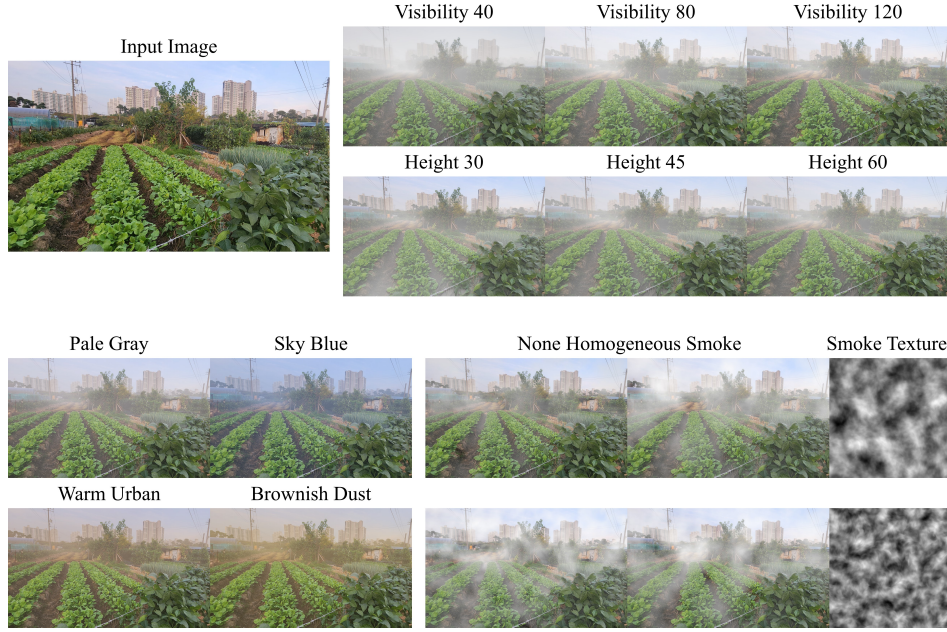 Input Image
Visibility 40
Visibility 80
Visibility 120
Height 30
Height 45
Height 60
Pale Gray
Sky Blue
None Homogeneous Smoke
Smoke Texture
Warm Urban
Brownish Dust